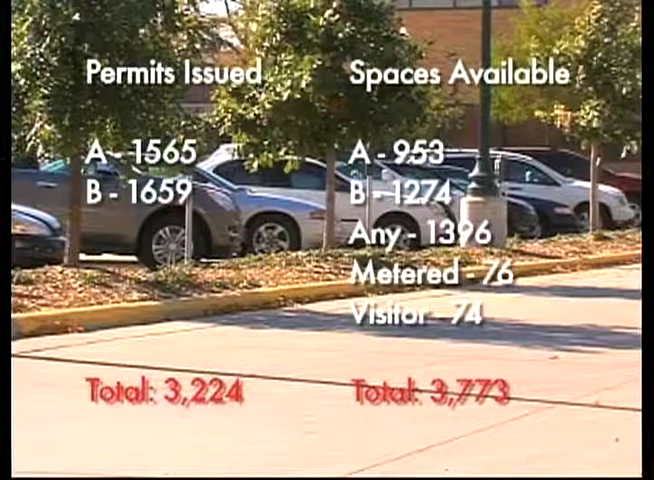 Permits Issued
A - 1565
B - 1659
Total: 3,224
Spaces Available
A - 953
B - 1274
Any - 1396
Metered - 76
Visitor - 74
Total: 3,773